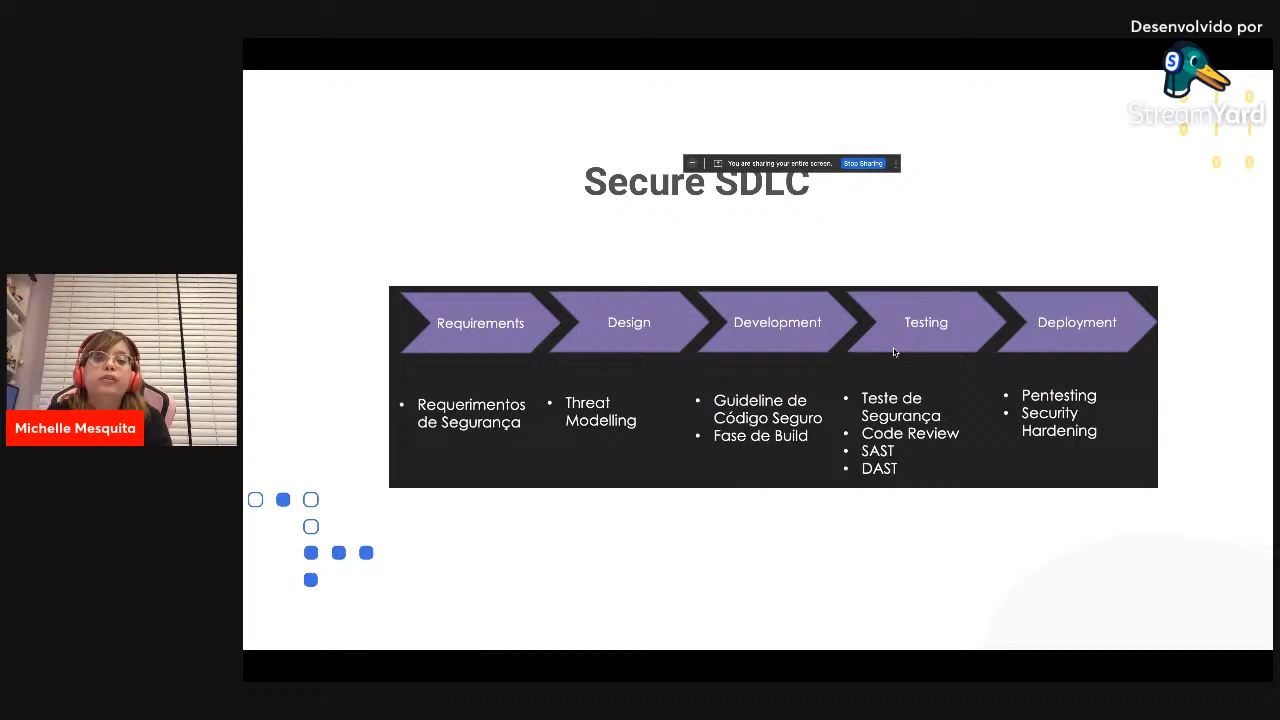 Desenvolvido por
StreamYard
You are sharing your entire screen. Stop Sharing
Secure SDLC
Requirements
Design
Development
Testing
Deployment
• Requerimentos
de Segurança
• Threat
Modelling
• Guideline de
Código Seguro
• Fase de Build
• Teste de
Segurança
• Code Review
• SAST
• DAST
• Pentesting
• Security
Hardening
Michelle Mesquita